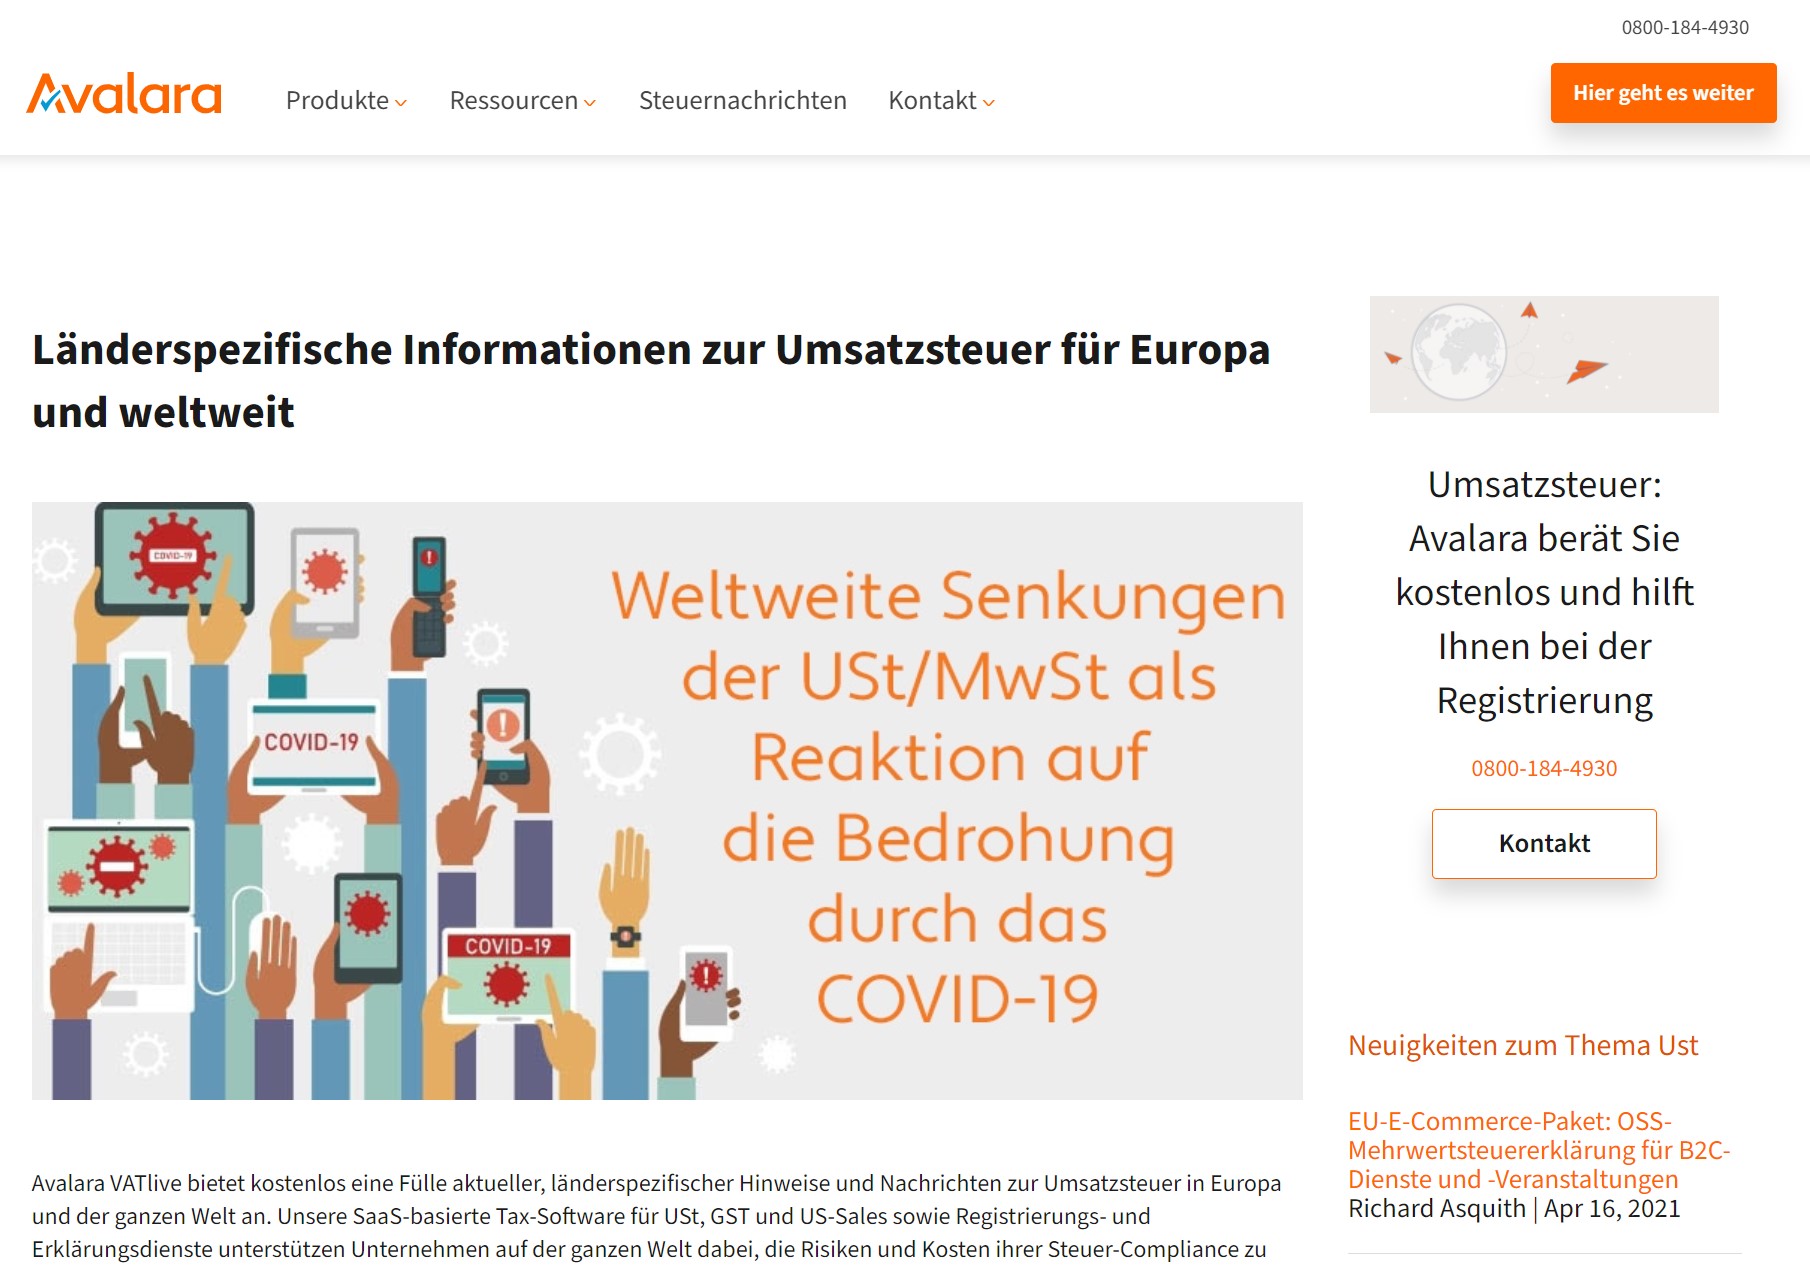 0800-184-4930
Avalara
Produkte
Ressourcen
Steuernachrichten
Kontakt
Hier geht es weiter
Länderspezifische Informationen zur Umsatzsteuer für Europa
und weltweit
COVID-19
COVID-19
COVID-19
Weltweite Senkungen
der USt/MwSt als
Reaktion auf
die Bedrohung
durch das
COVID-19
Avalara VATlive bietet kostenlos eine Fülle aktueller, länderspezifischer Hinweise und Nachrichten zur Umsatzsteuer in Europa
und der ganzen Welt an. Unsere SaaS-basierte Tax-Software für USt, GST und US-Sales sowie Registrierungs- und
Erklärungsdienste unterstützen Unternehmen auf der ganzen Welt dabei, die Risiken und Kosten ihrer Steuer-Compliance zu
Umsatzsteuer:
Avalara berät Sie
kostenlos und hilft
Ihnen bei der
Registrierung
0800-184-4930
Kontakt
Neuigkeiten zum Thema Ust
EU-E-Commerce-Paket: OSS-
Mehrwertsteuererklärung für B2C-
Dienste und -Veranstaltungen
Richard Asquith | Apr 16, 2021